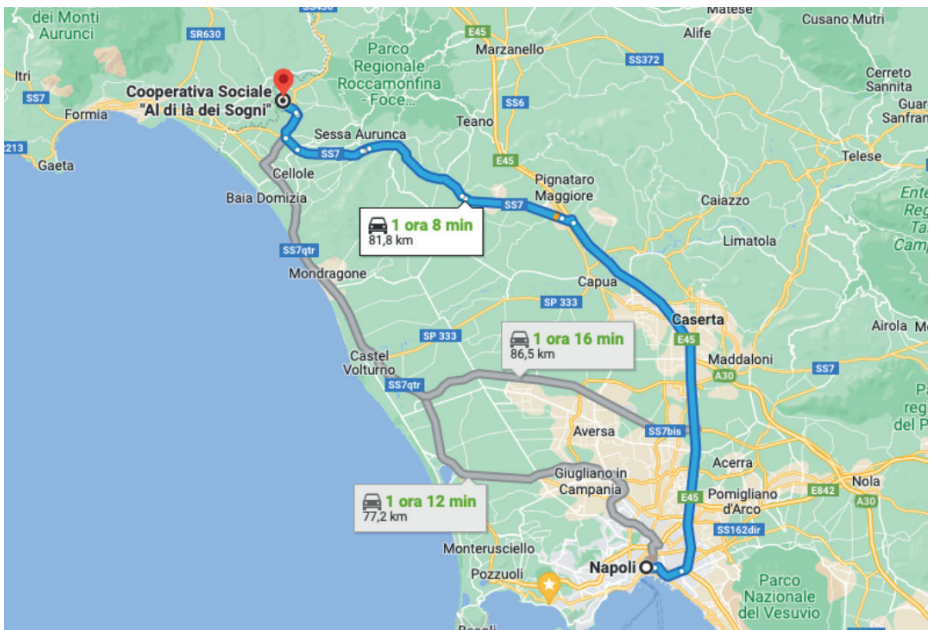 dei Monti
Aurunci
SS430
SR630
Itri
SS7
Formia
R213
Gaeta
Cooperativa Sociale
"Al di là dei Sogni"
Parco
Regionale
Roccamonfina
- Foce...
E45
Marzanello
Matese
Alife
Cusano Mutri
SS372
Cerreto
Sannita
Guar
Sanfram
SS6
Teano
Sessa Aurunca
SS7
Cellole
Baia Domizia
E45
Telese
Pignataro
Maggiore
SS7
Caiazzo
Limatola
1 ora 8 min
81,8 km
SS7qtr
Mondragone
Capua
SP 333
Caserta
E45
Airola
SP 333
1 ora 16 min
86,5 km
Maddaloni
A30
SS7
Castel
Volturno
SS7qtr
Aversa
SS7bis
Acerra
Nola
Giugliano in
Campania
E45
Pomigliano
d'Arco
E842
A30
1 ora 12 min
77,2 km
SS162dir
Monterusciello
Napoli
Pozzuoli
Parco
Nazionale
del Vesuvio